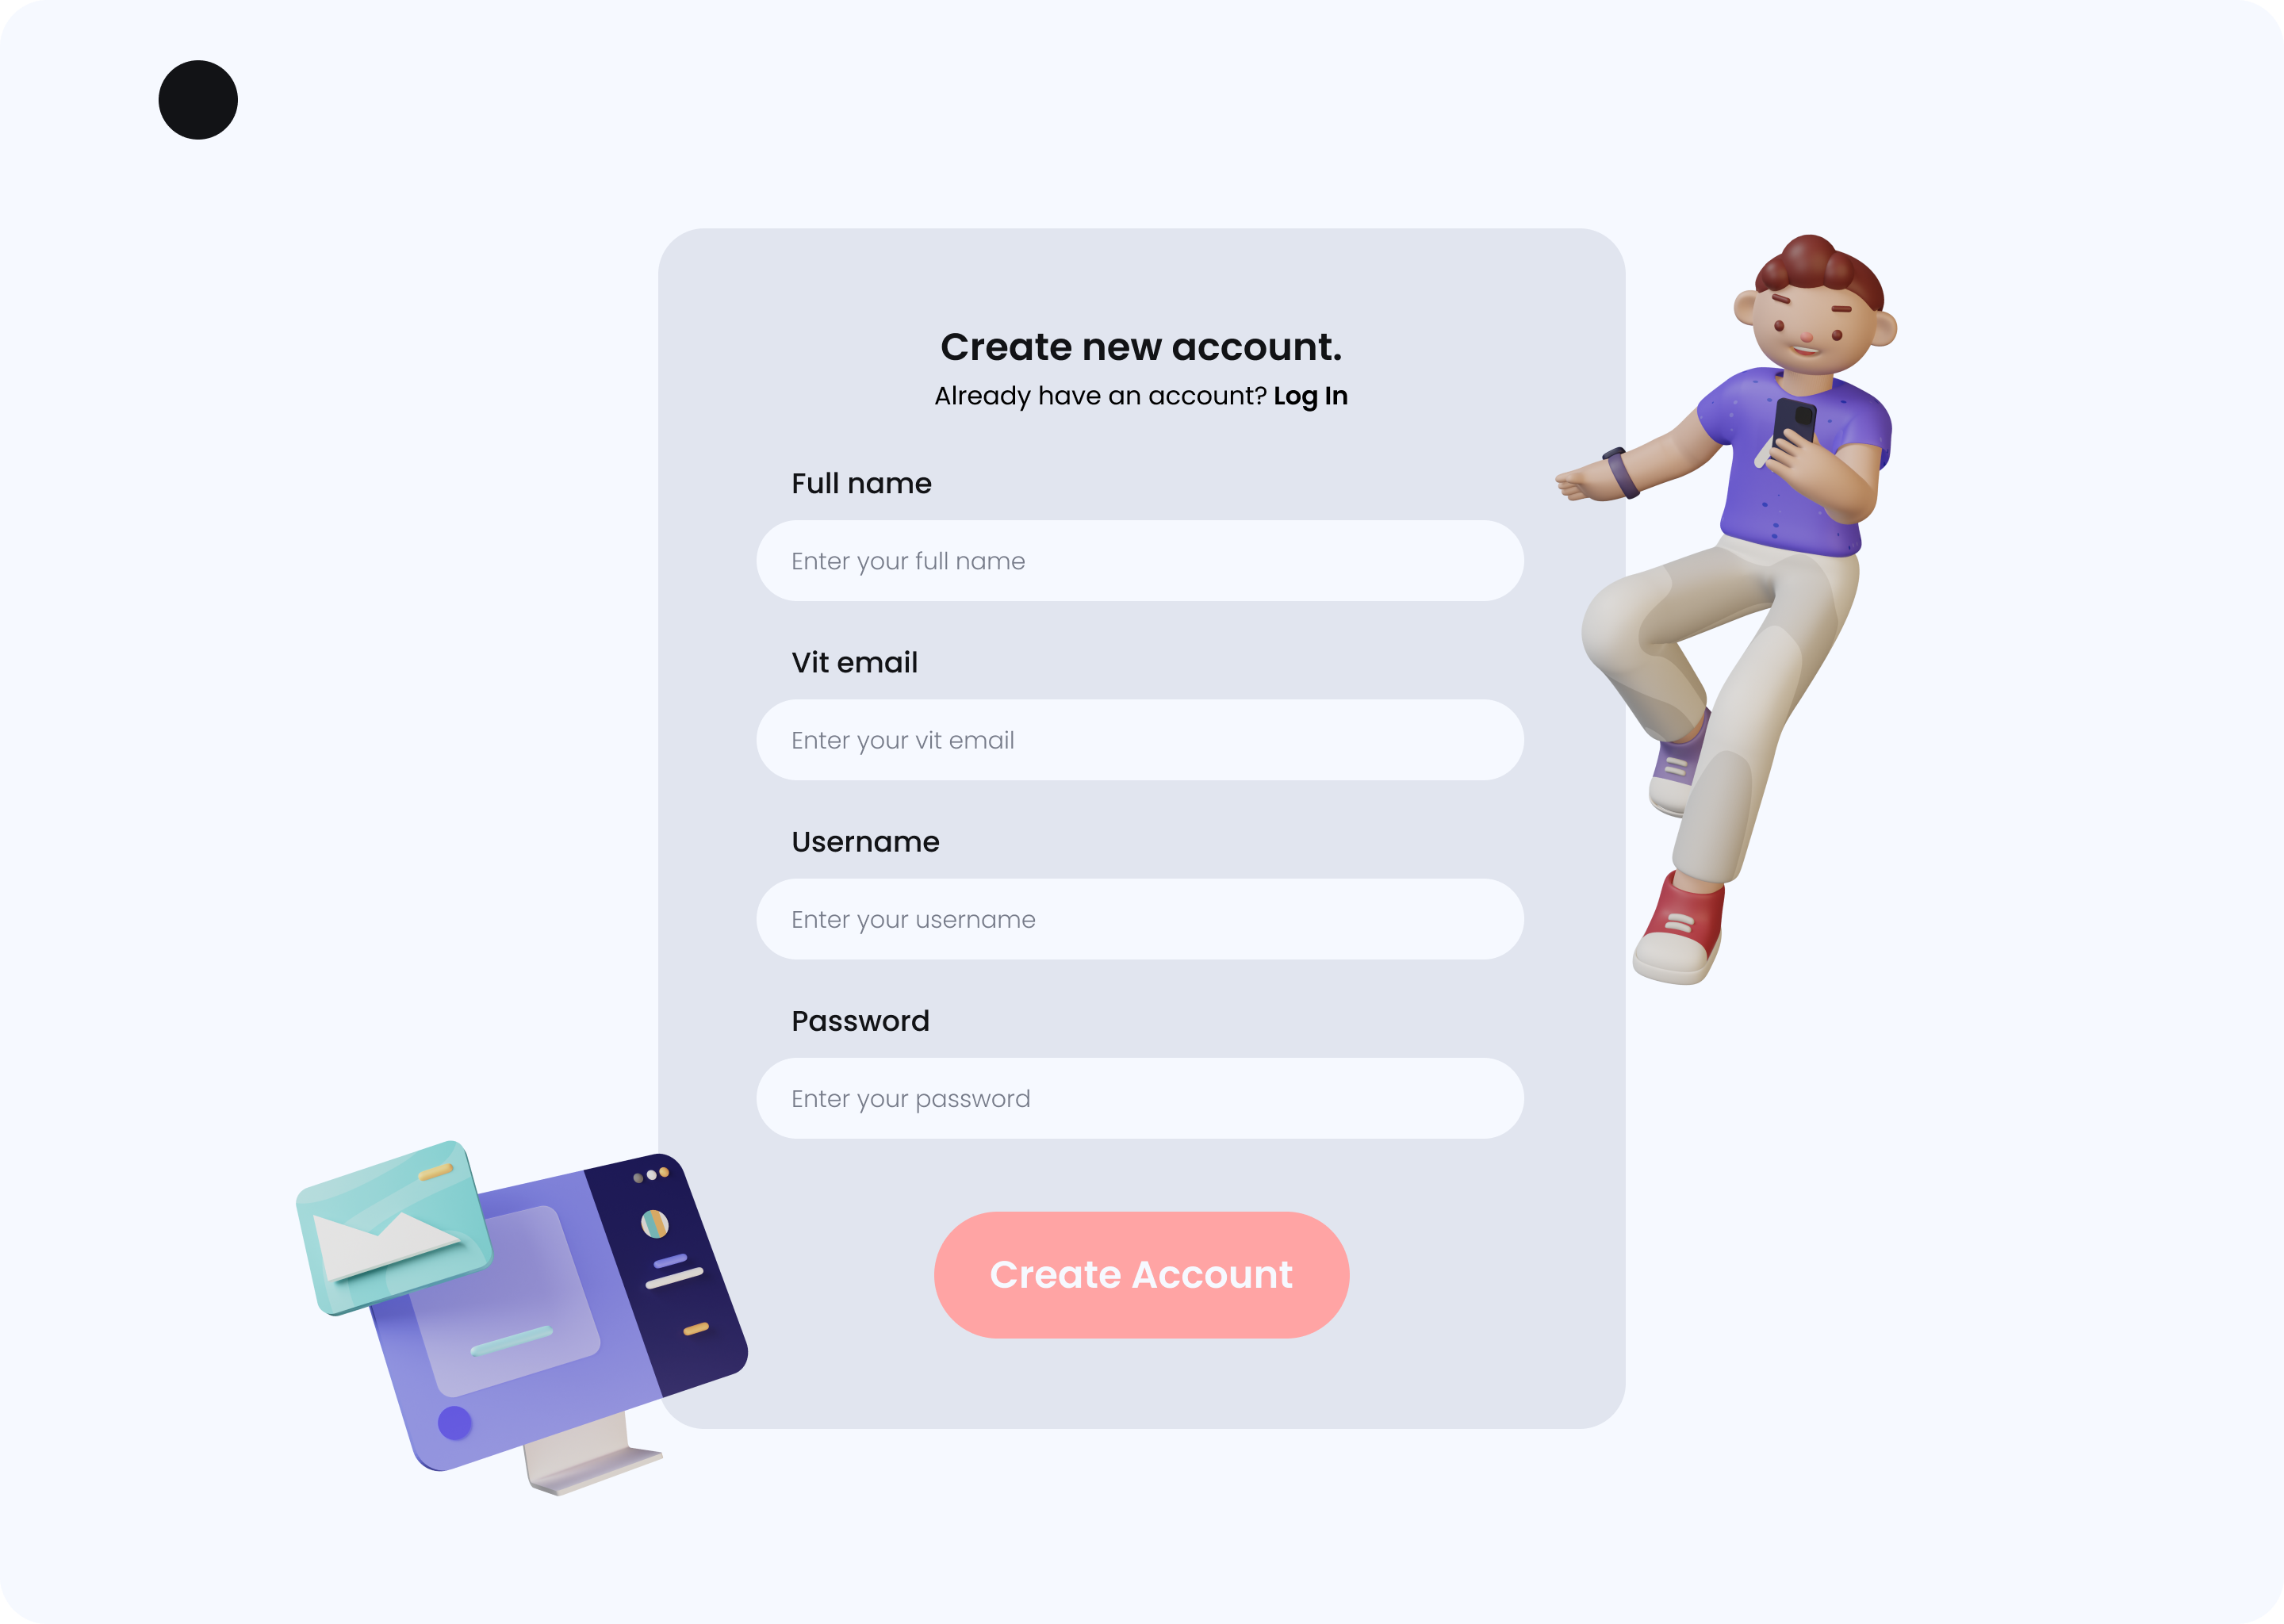 Create new account.
Already have an account? Log In
Full name
Enter your full name
Vit email
Enter your vit email
Username
Enter your username
Password
Enter your password
Create Account